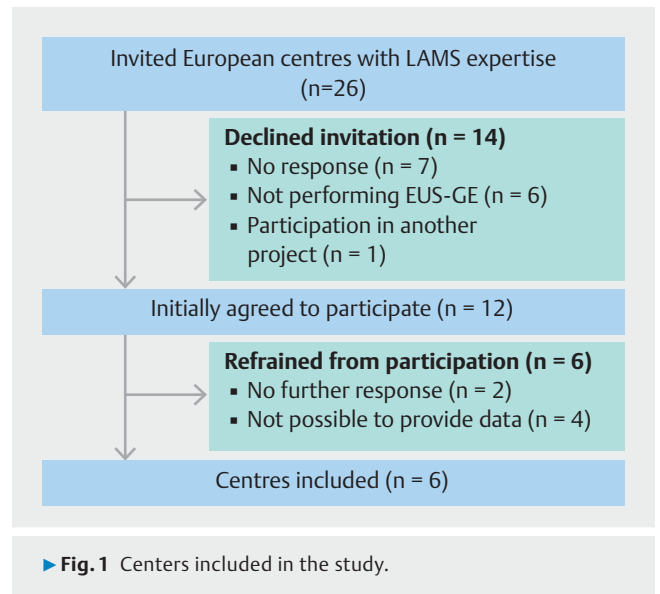 Invited European centres with LAMS expertise
(n=26)
Declined invitation (n = 14)
▪ No response (n = 7)
▪ Not performing EUS-GE (n = 6)
▪ Participation in another
project (n = 1)
Initially agreed to participate (n = 12)
Refrained from participation (n = 6)
▪ No further response (n = 2)
▪ Not possible to provide data (n = 4)
Centres included (n = 6)
▶ Fig. 1 Centers included in the study.